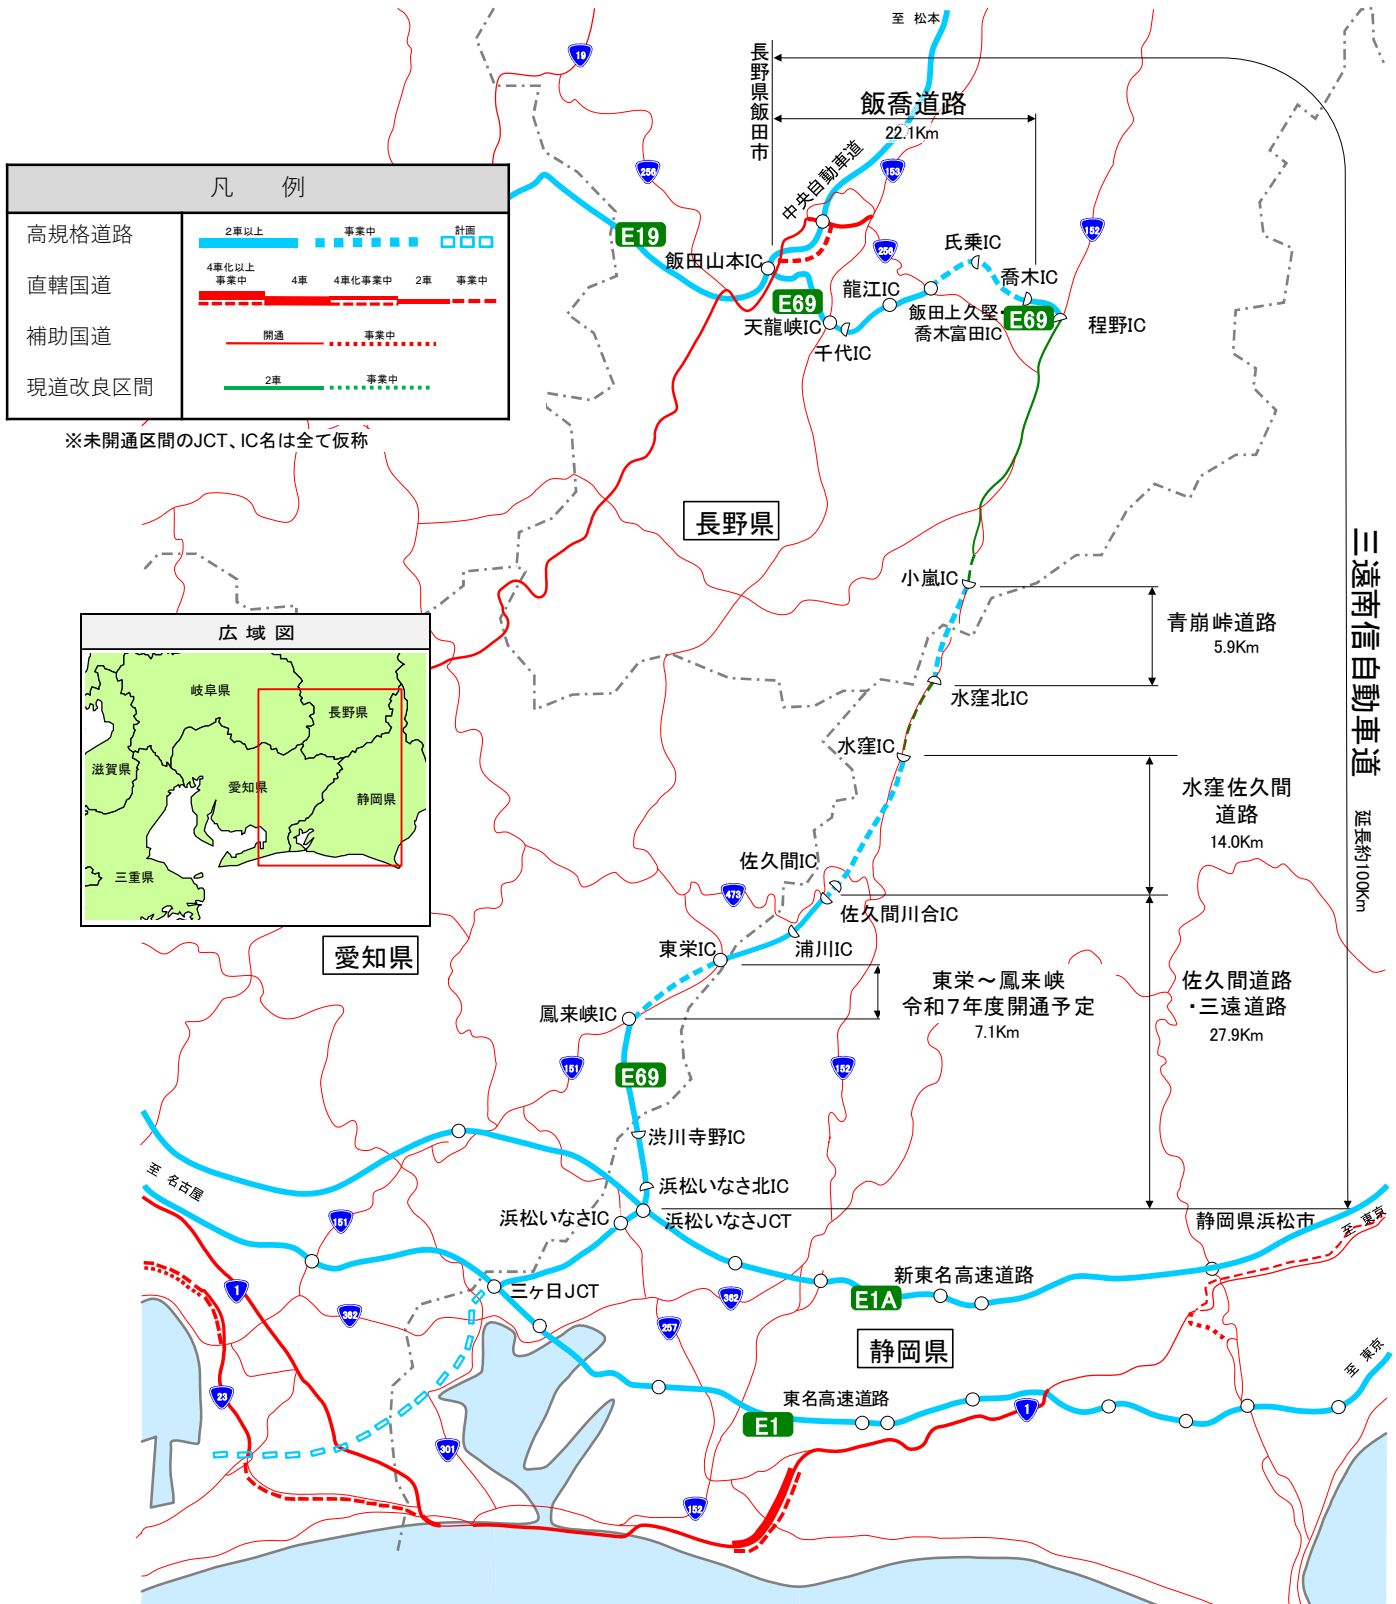 至 松本
19
長野県飯田市
飯喬道路
22.1Km
中央自動車道
256
153
152
凡 例
高規格道路
2車以上
事業中
計画
直轄国道
4車化以上
事業中
4車
4車化事業中
2車
事業中
補助国道
開通
事業中
現道改良区間
2車
事業中
※未開通区間のJCT、IC名は全て仮称
E19
飯田山本IC
E69
天龍峡IC
千代IC
龍江IC
256
氏乗IC
喬木IC
飯田上久堅・
喬木富田IC
E69
程野IC
長野県
三遠南信自動車道
延長約100Km
小嵐IC
青崩峠道路
5.9Km
水窪北IC
水窪IC
水窪佐久間
道路
14.0Km
広域図
岐阜県
長野県
滋賀県
愛知県
静岡県
三重県
佐久間IC
473
佐久間川合IC
浦川IC
東栄IC
愛知県
東栄～鳳来峡
令和7年度開通予定
7.1Km
佐久間道路
・三遠道路
27.9Km
鳳来峡IC
151
E69
152
渋川寺野IC
至 名古屋
浜松いなさ北IC
浜松いなさIC
浜松いなさJCT
静岡県浜松市
至 東京
151
三ヶ日JCT
新東名高速道路
E1A
1
362
362
257
静岡県
至 東京
23
東名高速道路
E1
1
301
152